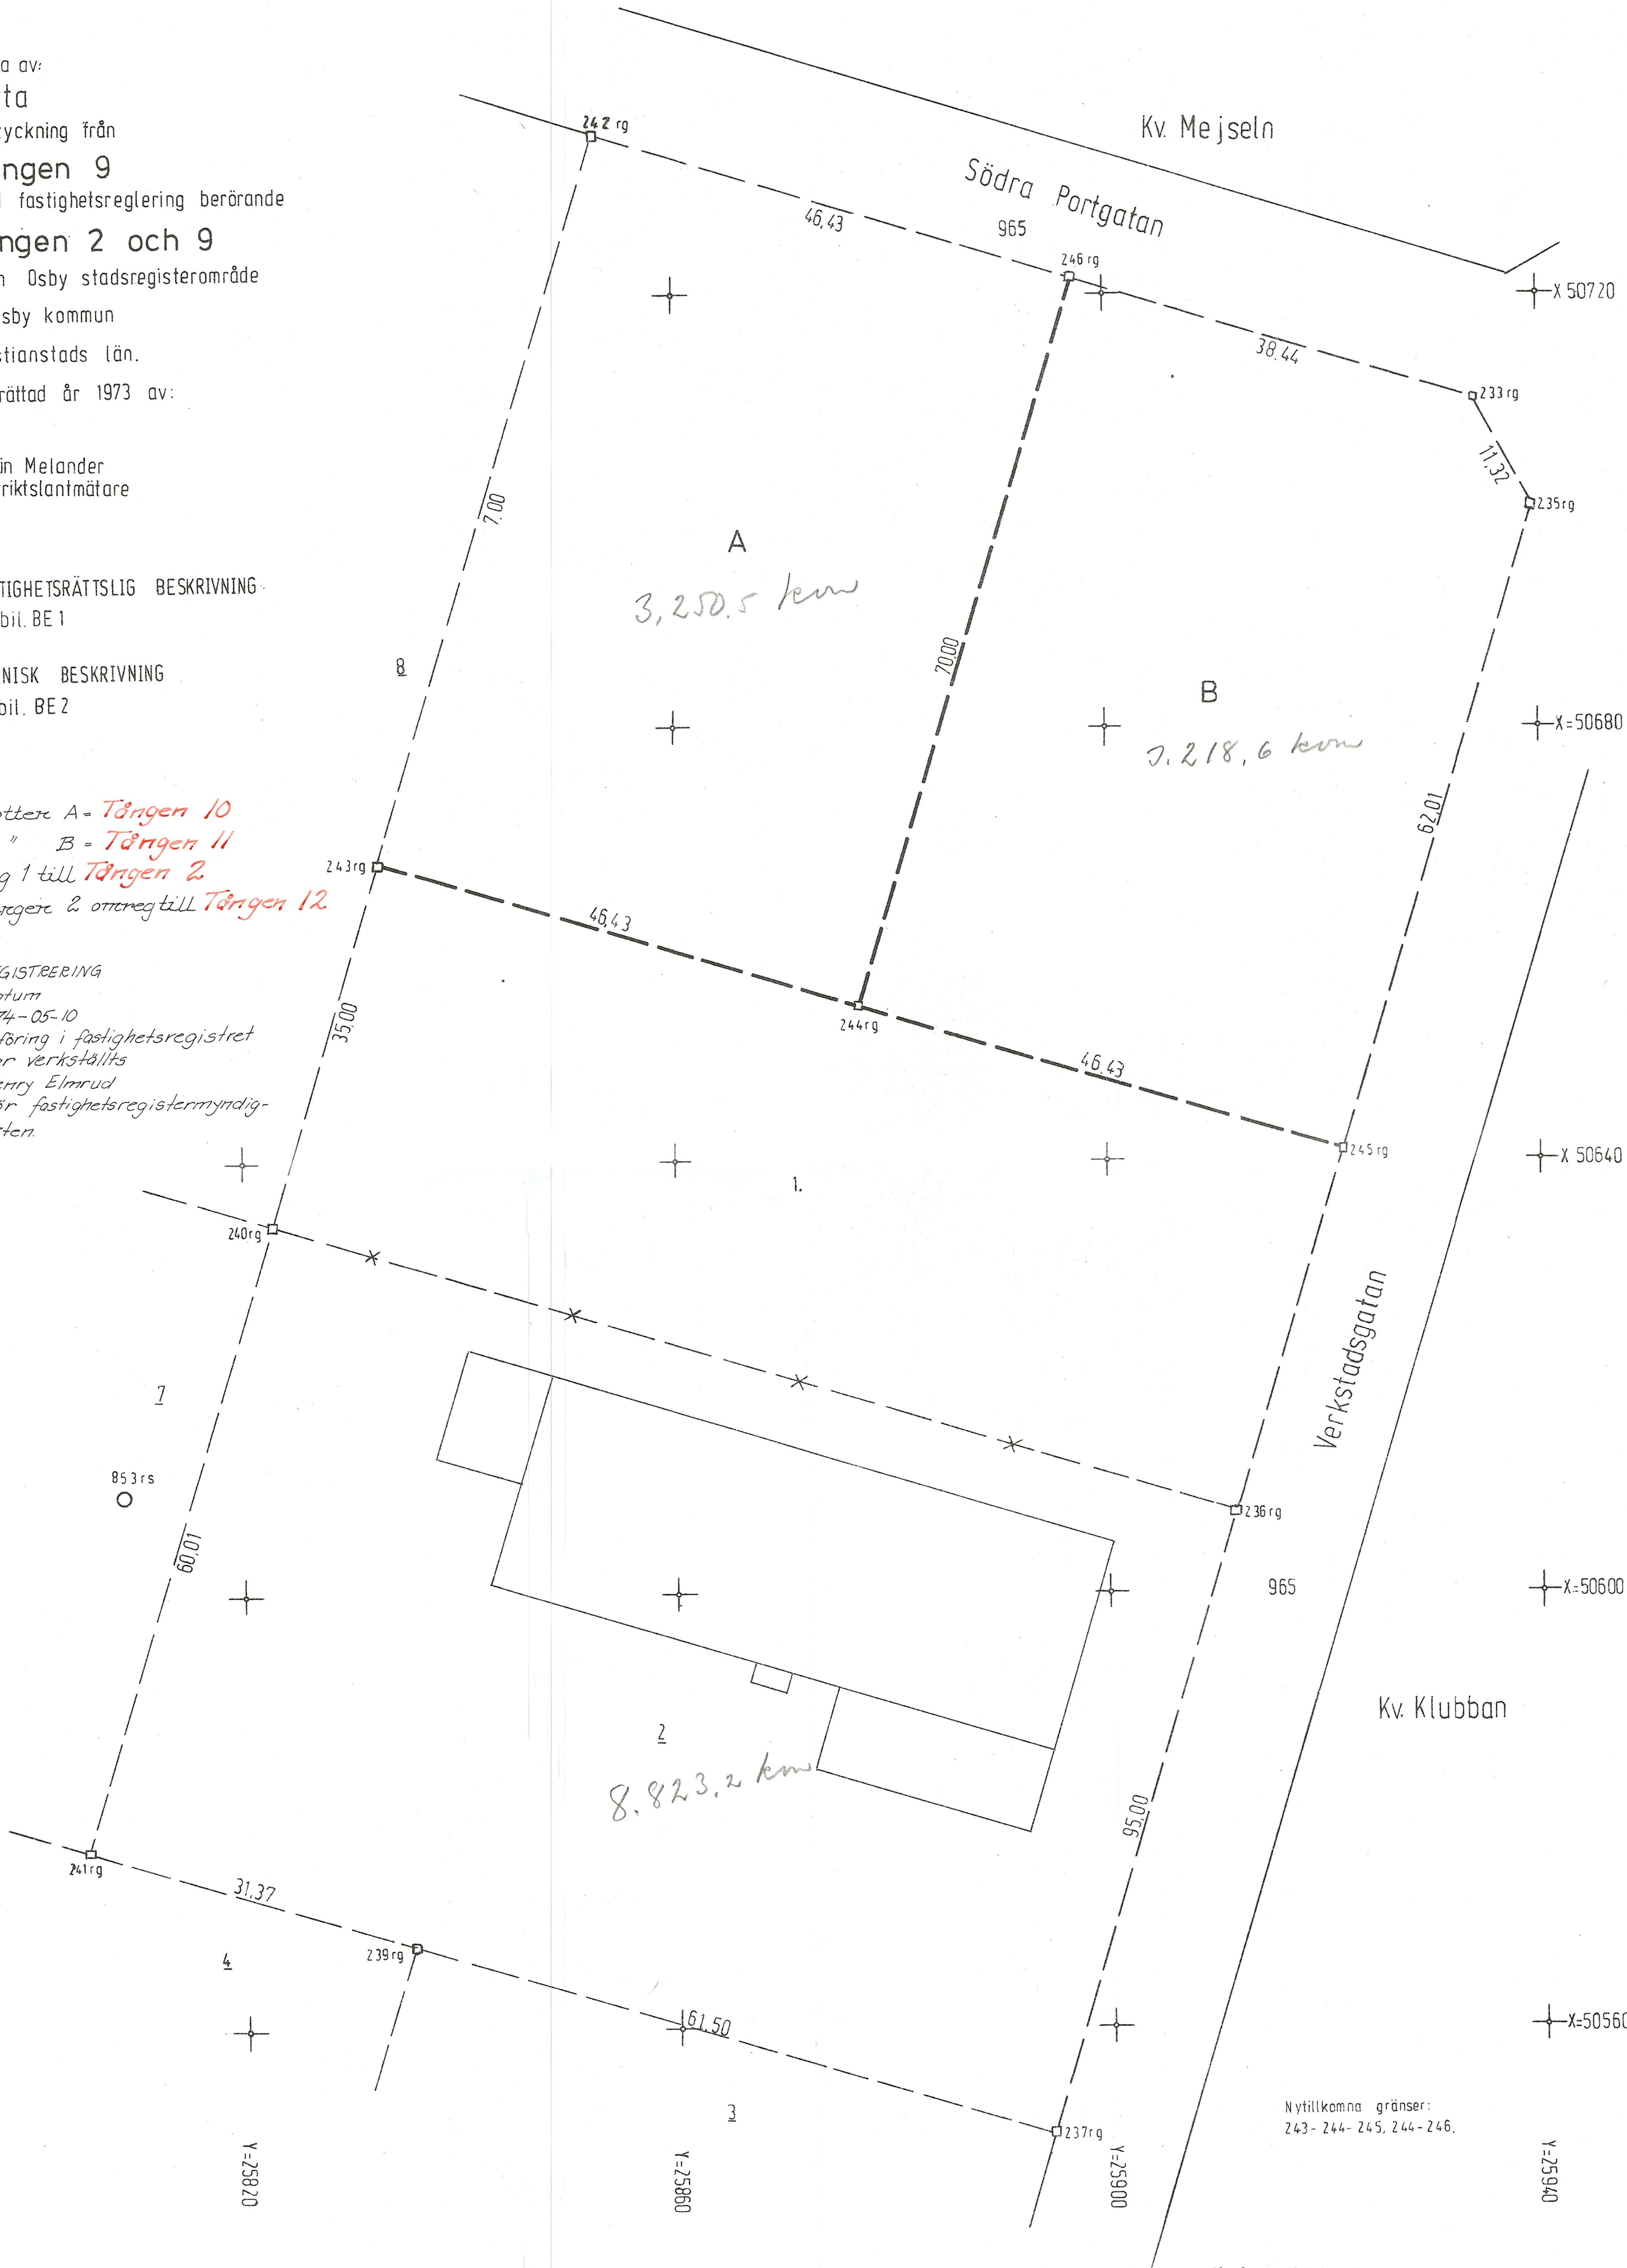 a av:
ta
tyckning från
ngen 9
fastighetsreglering berörande
ngen 2 och 9
n Osby stadsregisterområde
sby kommun
stianstads län.
rättad år 1973 av:
in Melander
riktslantmätare
TIGHETSRÄTTSLIG BESKRIVNING
bil. BE 1
NISK BESKRIVNING
bil. BE 2
otter A = Tången 10
" B = Tången 11
g 1 till Tången 2
2 omreg till Tången 12
GISTRERING
atum
74-05-10
föring i fastighetsregistret
er verkställts
enry Elmrud
ör fastighetsregistermyndig-
ten.
Kv. Mejseln
Södra Portgatan
965
242 rg
46,43
246 rg
38,44
233 rg
11,32
235 rg
X 50720
7.00
A
3,250.5 kvm
70,00
B
3.218,6 kvm
8
X=50680
62,01
243 rg
46,43
244 rg
46,43
245 rg
35,00
X 50640
1.
240 rg
Verkstadsgatan
7
853 rs
236 rg
60,01
965
X=50600
2
8.823,2 kvm
Kv. Klubban
95,00
241 rg
31,37
239 rg
4
61,50
X=50560
3
237 rg
Nytillkomna gränser:
243-244-245, 244-246.
Y=25820
Y=25860
Y=25900
Y=25940